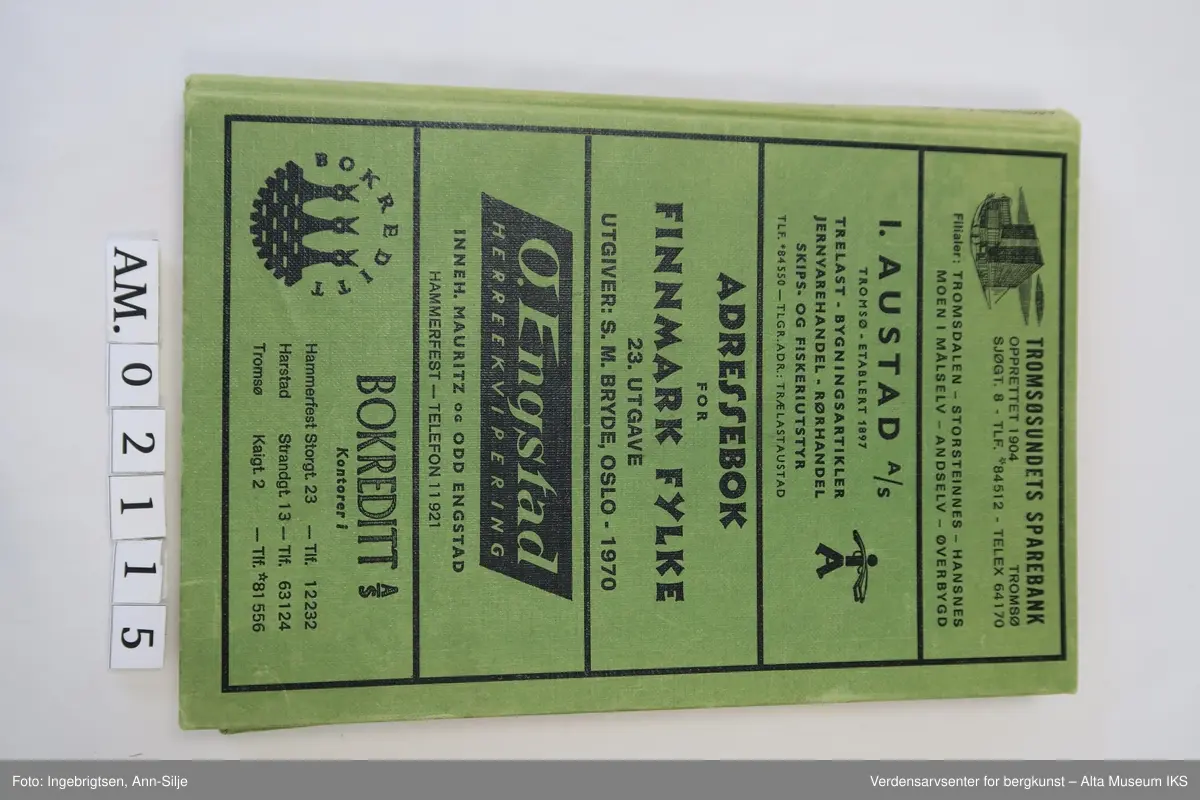 TROMSØSUNDETS SPAREBANK
TROMSØ
OPPRETTET 1904
SJØGT. 8 - TLF. *84512 - TELEX 64170
Filialer: TROMSDALEN – STORSTEINNES – HANSNES
MOEN I MÅLSELV – ANDSELV – ØVERBYGD
I. AUSTAD A/S
TROMSØ - ETABLERT 1897
TRELAST - BYGNINGSARTIKLER
JERNVAREHANDEL - RØRHANDEL
SKIPS- OG FISKERIUTSTYR
TLF. *84550 — TLGR.ADR.: TRÆLASTAUSTAD
A
ADRESSEBOK
FOR
FINNMARK FYLKE
23. UTGAVE
UTGIVER: S. M. BRYDE, OSLO - 1970
O. Engstad
HERREEKVIPERING
INNEH. MAURITZ OG ODD ENGSTAD
HAMMERFEST — TELEFON 11921
BOKREDITT
BOKREDITT A/S
Kontorer i
Hammerfest Storgt. 23 — Tlf. 12232
Harstad Strandgt 13 — Tlf. 63124
Tromsø Kaigt. 2 — Tlf. *81556
AM. 02115
Foto: Ingebrigtsen, Ann-Silje
Verdensarvsenter for bergkunst – Alta Museum IKS